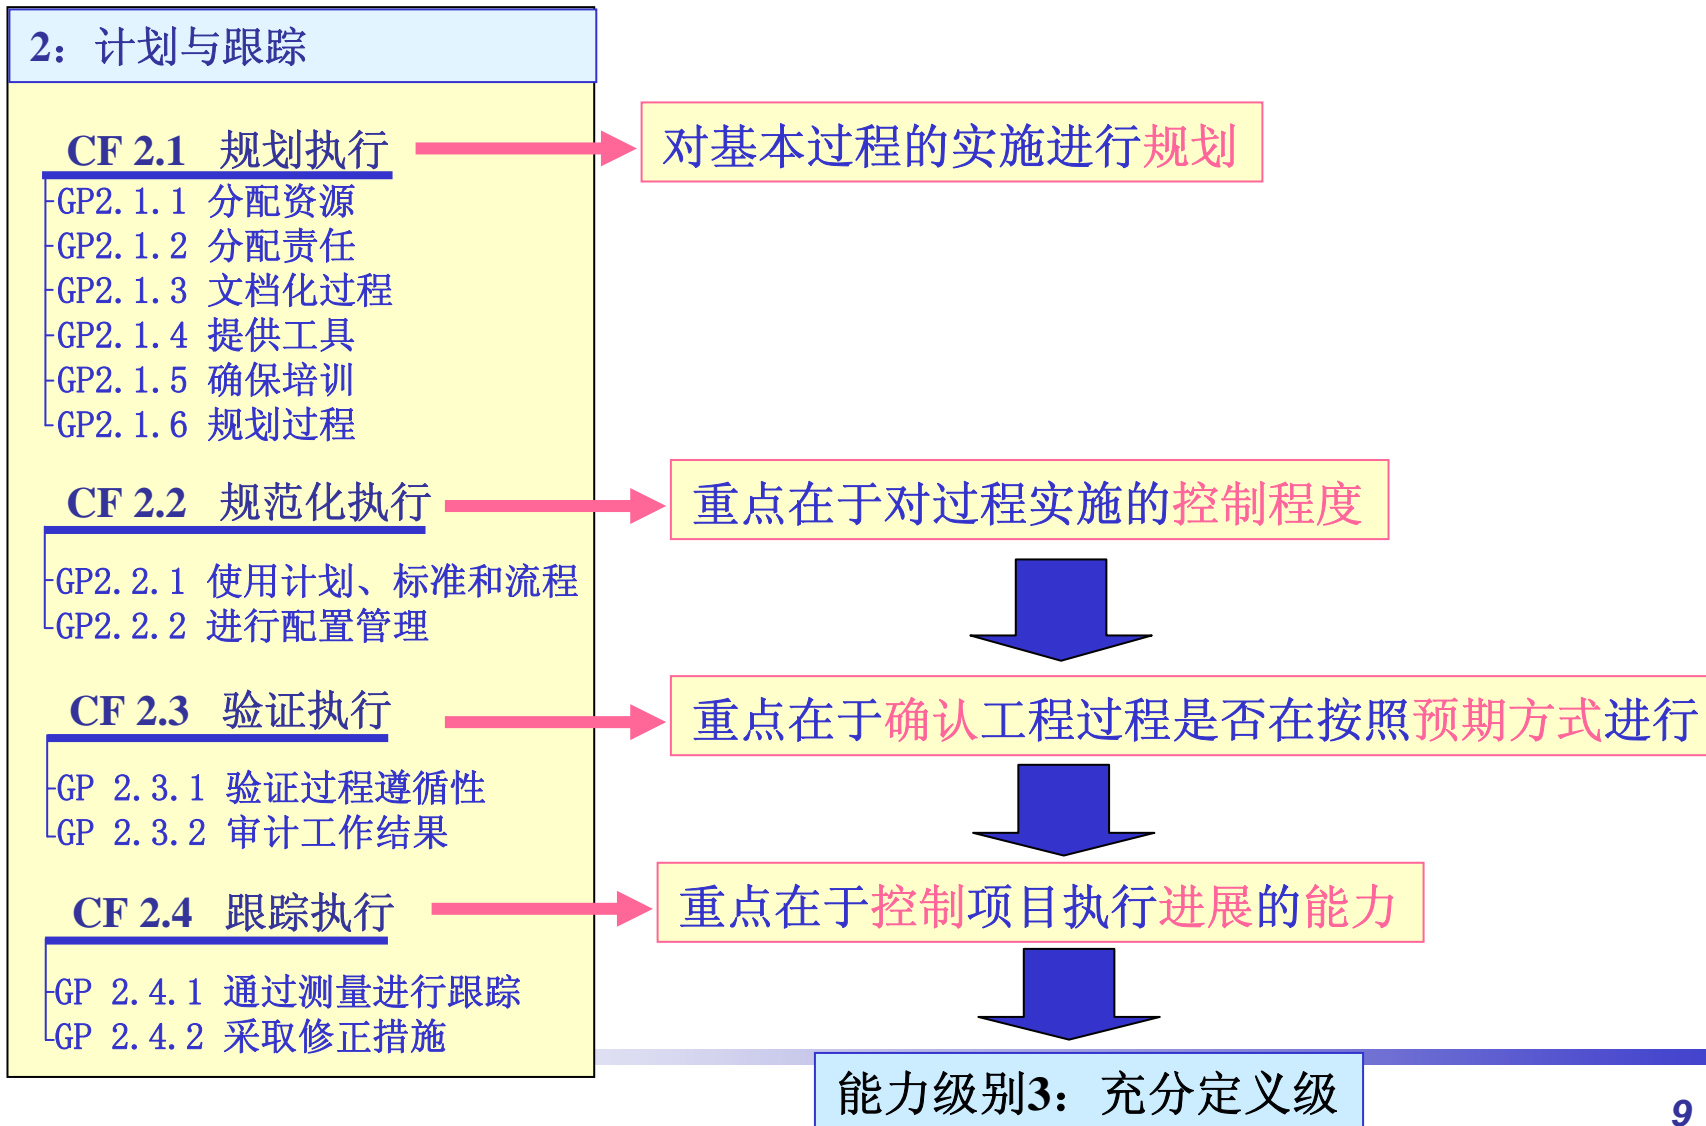 2：计划与跟踪
CF 2.1 规划执行
对基本过程的实施进行规划
GP2.1.1 分配资源
GP2.1.2 分配责任
GP2.1.3 文档化过程
GP2.1.4 提供工具
GP2.1.5 确保培训
GP2.1.6 规划过程
CF 2.2 规范化执行
重点在于对过程实施的控制程度
GP2.2.1 使用计划、标准和流程
GP2.2.2 进行配置管理
CF 2.3 验证执行
重点在于确认工程过程是否在按照预期方式进行
GP 2.3.1 验证过程遵循性
GP 2.3.2 审计工作结果
CF 2.4 跟踪执行
重点在于控制项目执行进展的能力
GP 2.4.1 通过测量进行跟踪
GP 2.4.2 采取修正措施
能力级别3：充分定义级
9